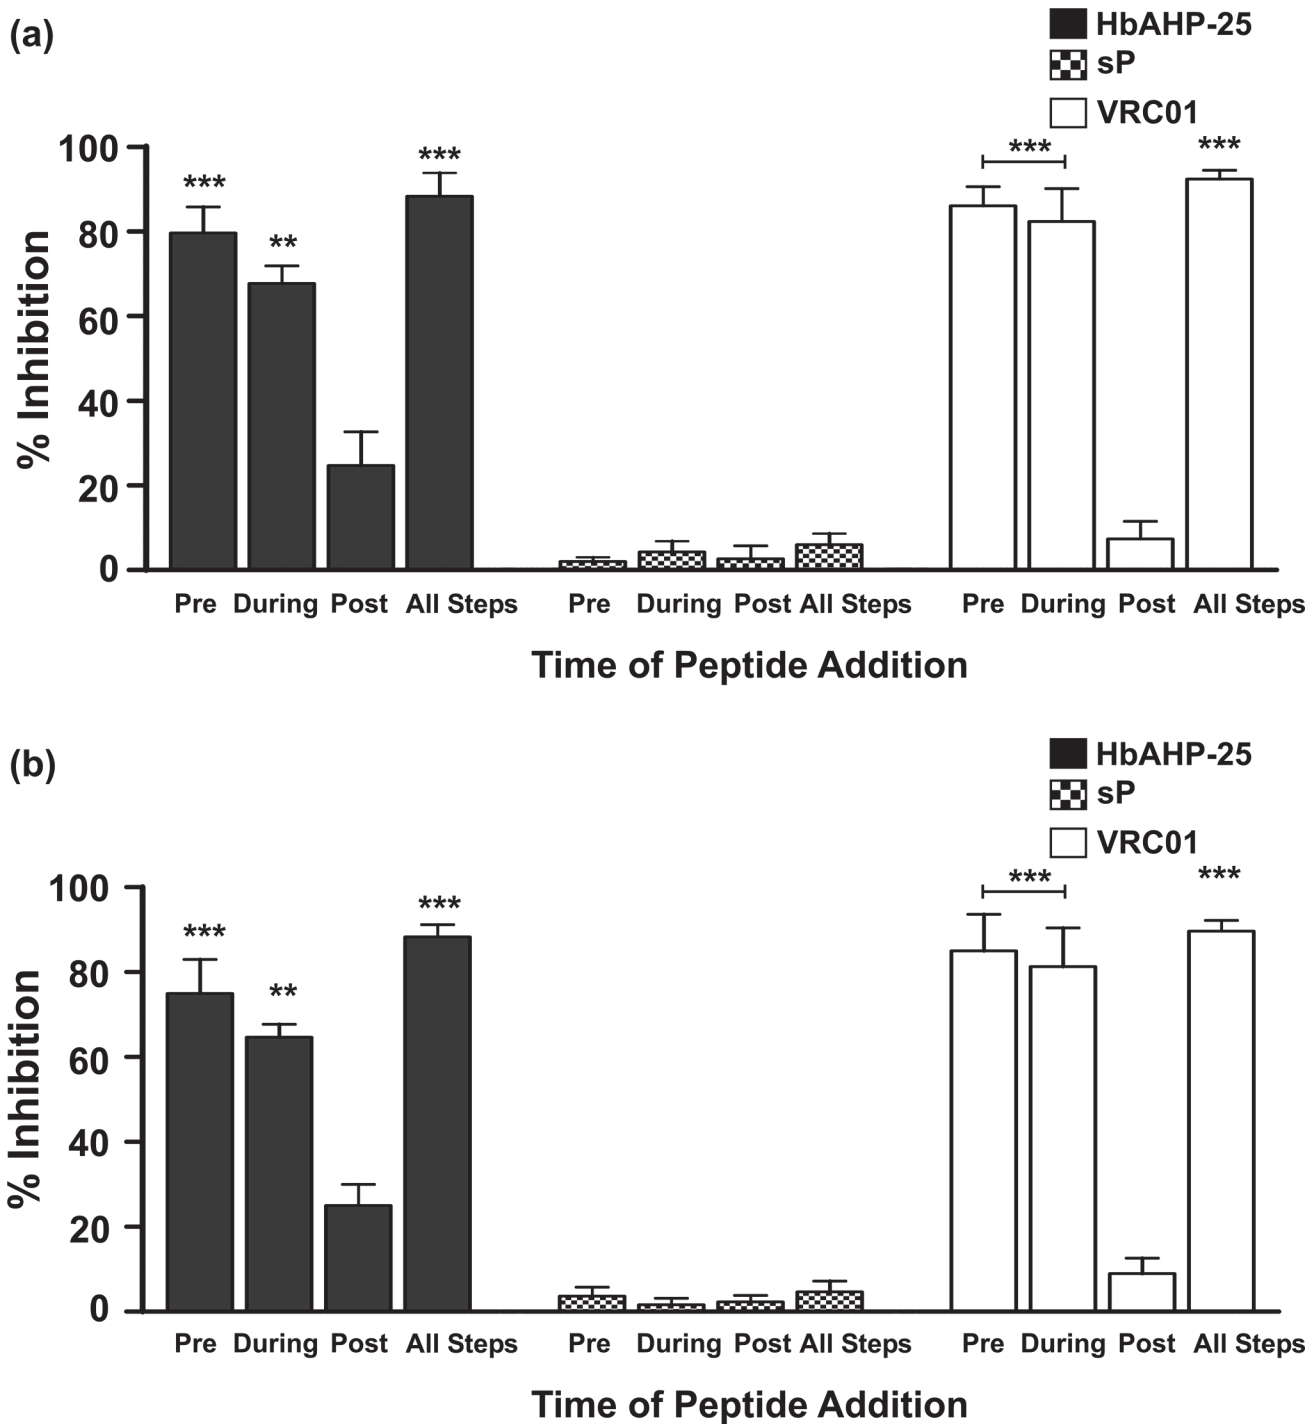 (a)
HbAHP-25
sP
VRC01
*** ** *** *** ***
100
80
60
40
20
0
% Inhibition
Pre During Post All Steps Pre During Post All Steps Pre During Post All Steps
Time of Peptide Addition
(b)
HbAHP-25
sP
VRC01
*** ** *** *** ***
100
80
60
40
20
0
% Inhibition
Pre During Post All Steps Pre During Post All Steps Pre During Post All Steps
Time of Peptide Addition